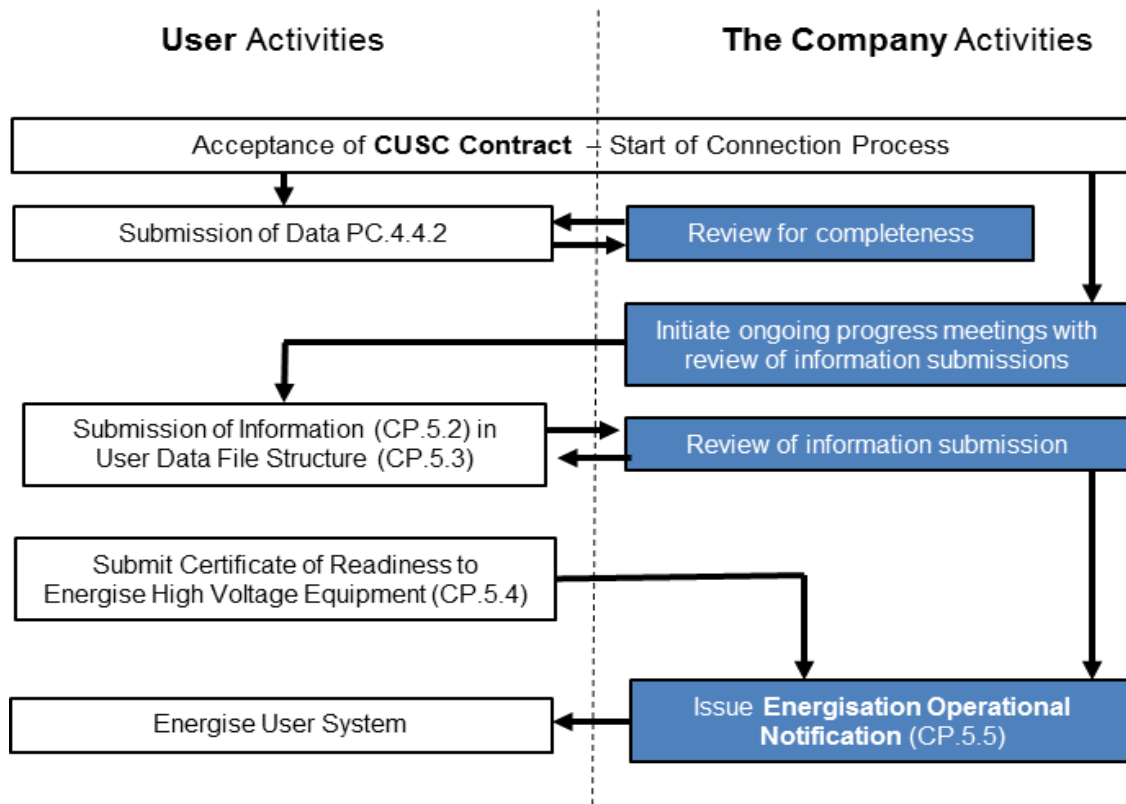 User Activities
The Company Activities
Acceptance of CUSC Contract – Start of Connection Process
Submission of Data PC.4.4.2
Review for completeness
Initiate ongoing progress meetings with
review of information submissions
Submission of Information (CP.5.2) in
User Data File Structure (CP.5.3)
Review of information submission
Submit Certificate of Readiness to
Energise High Voltage Equipment (CP.5.4)
Energise User System
Issue Energisation Operational
Notification (CP.5.5)